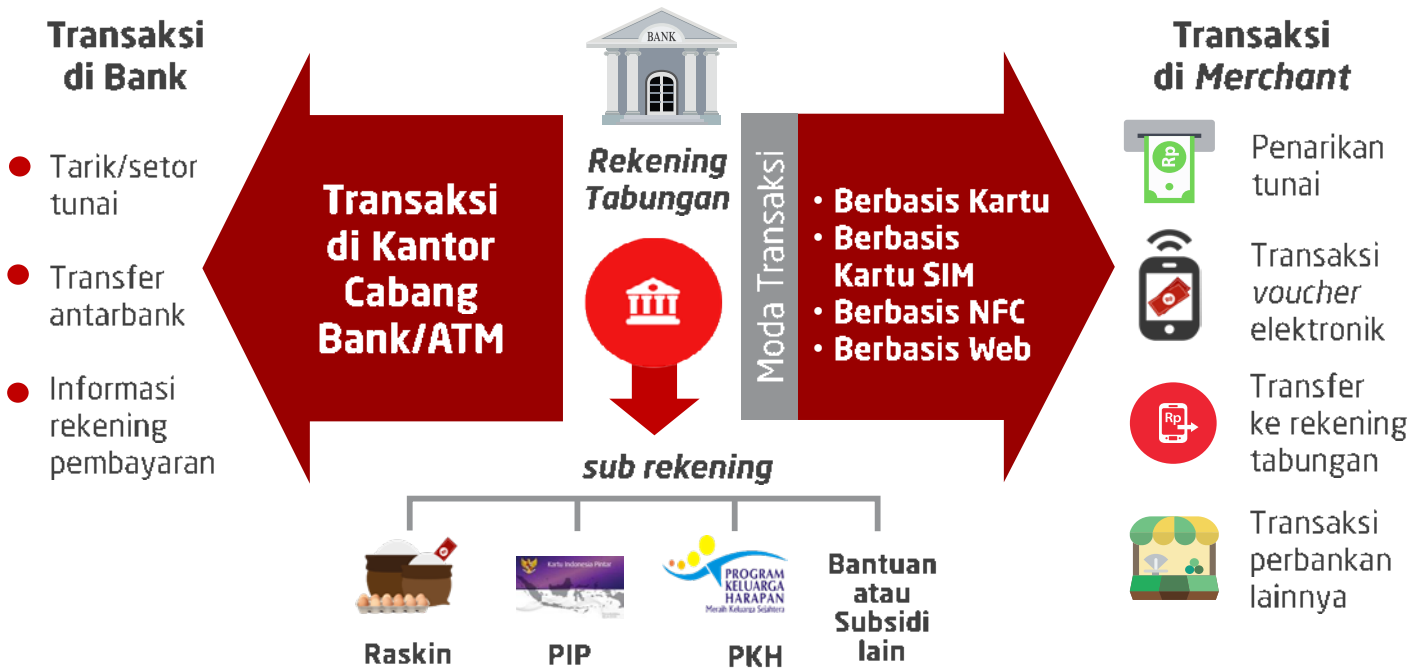 Transaksi
di Bank
Tarik/setor
tunai
Transfer
antarbank
Informasi
rekening
pembayaran
Transaksi
di Kantor
Cabang
Bank/ATM
BANK
Rekening
Tabungan
Moda Transaksi
• Berbasis Kartu
• Berbasis
Kartu SIM
• Berbasis NFC
• Berbasis Web
Transaksi
di Merchant
Rp
Penarikan
tunai
Transaksi
voucher
elektronik
Rp
Transfer
ke rekening
tabungan
Transaksi
perbankan
lainnya
sub rekening
Raskin
Kartu Indonesia Pintar
PIP
PROGRAM
KELUARGA
HARAPAN
Meraih Keluarga Sejahtera
PKH
Bantuan
atau
Subsidi
lain